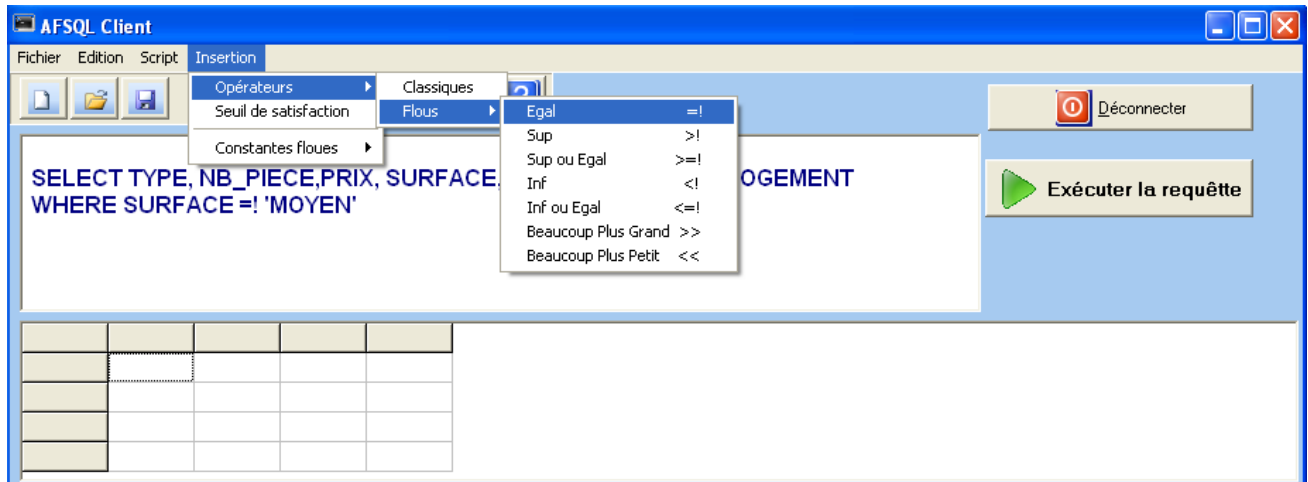 AFSQL Client
Fichier Edition Script Insertion
Opérateurs
Seuil de satisfaction
Constantes floues
Classiques
Flous
Egal =!
Sup >!
Sup ou Egal >=!
Inf <!
Inf ou Egal <=!
Beaucoup Plus Grand >>
Beaucoup Plus Petit <<
Déconnecter
Exécuter la requêtte
SELECT TYPE, NB_PIECE,PRIX, SURFACE, OGEMENT
WHERE SURFACE =! 'MOYEN'